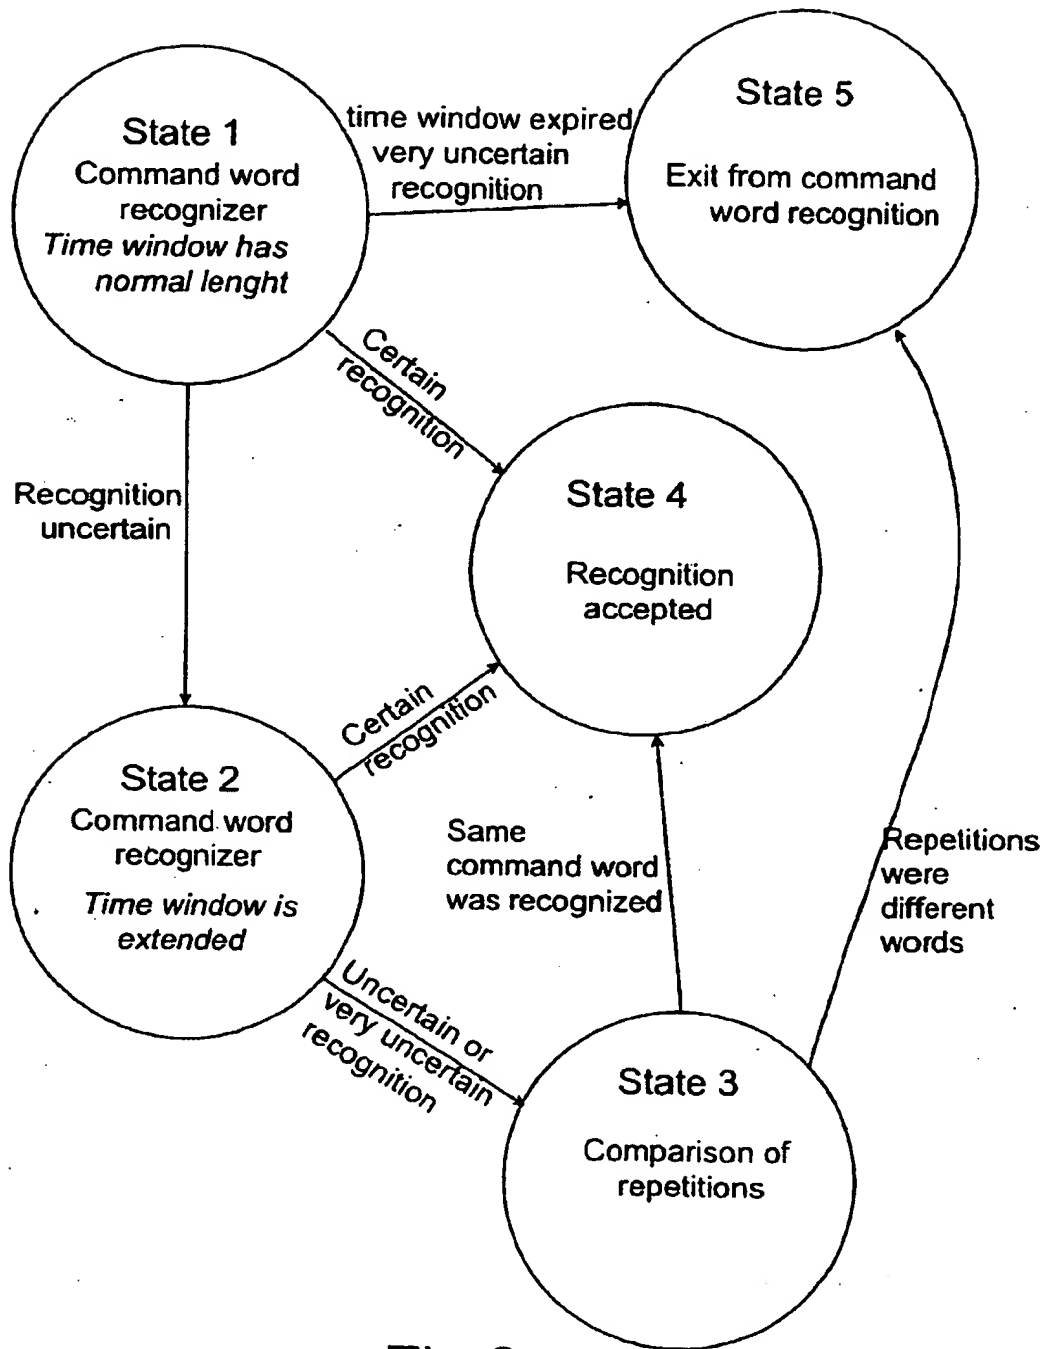 State 1
Command word
recognizer
Time window has
normal lenght
time window expired
very uncertain
recognition
State 5
Exit from command
word recognition
Certain
recognition
Recognition
uncertain
State 4
Recognition
accepted
Certain
recognition
State 2
Command word
recognizer
Time window is
extended
Same
command word
was recognized
Repetitions
were
different
words
Uncertain or
very uncertain
recognition
State 3
Comparison of
repetitions